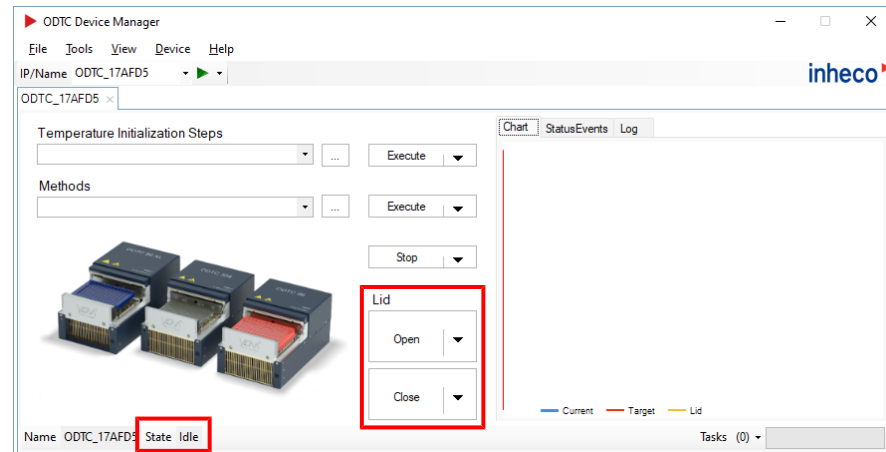 ODTC Device Manager
File Tools View Device Help
IP/Name ODTC_17AFD5
inheco
ODTC_17AFD5
Chart StatusEvents Log
Temperature Initialization Steps
... Execute
Methods
... Execute
Stop
Lid
Open
Close
Current Target Lid
Name ODTC_17AFD5 State Idle Tasks (0)